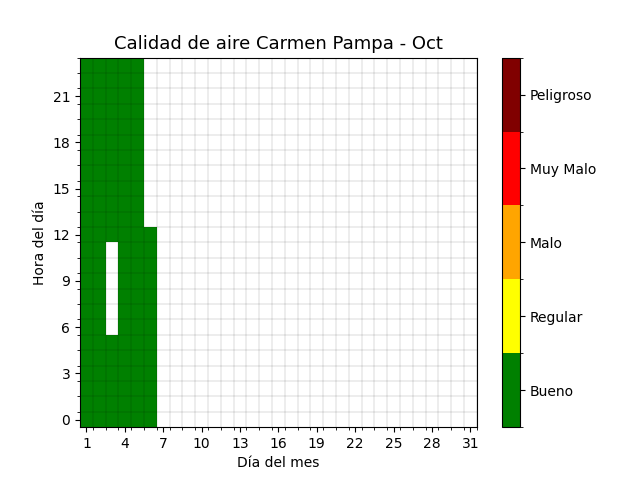 Calidad de aire Carmen Pampa - Oct
Hora del día
21
18
15
12
9
6
3
0
1 4 7 10 13 16 19 22 25 28 31
Día del mes
Peligroso
Muy Malo
Malo
Regular
Bueno